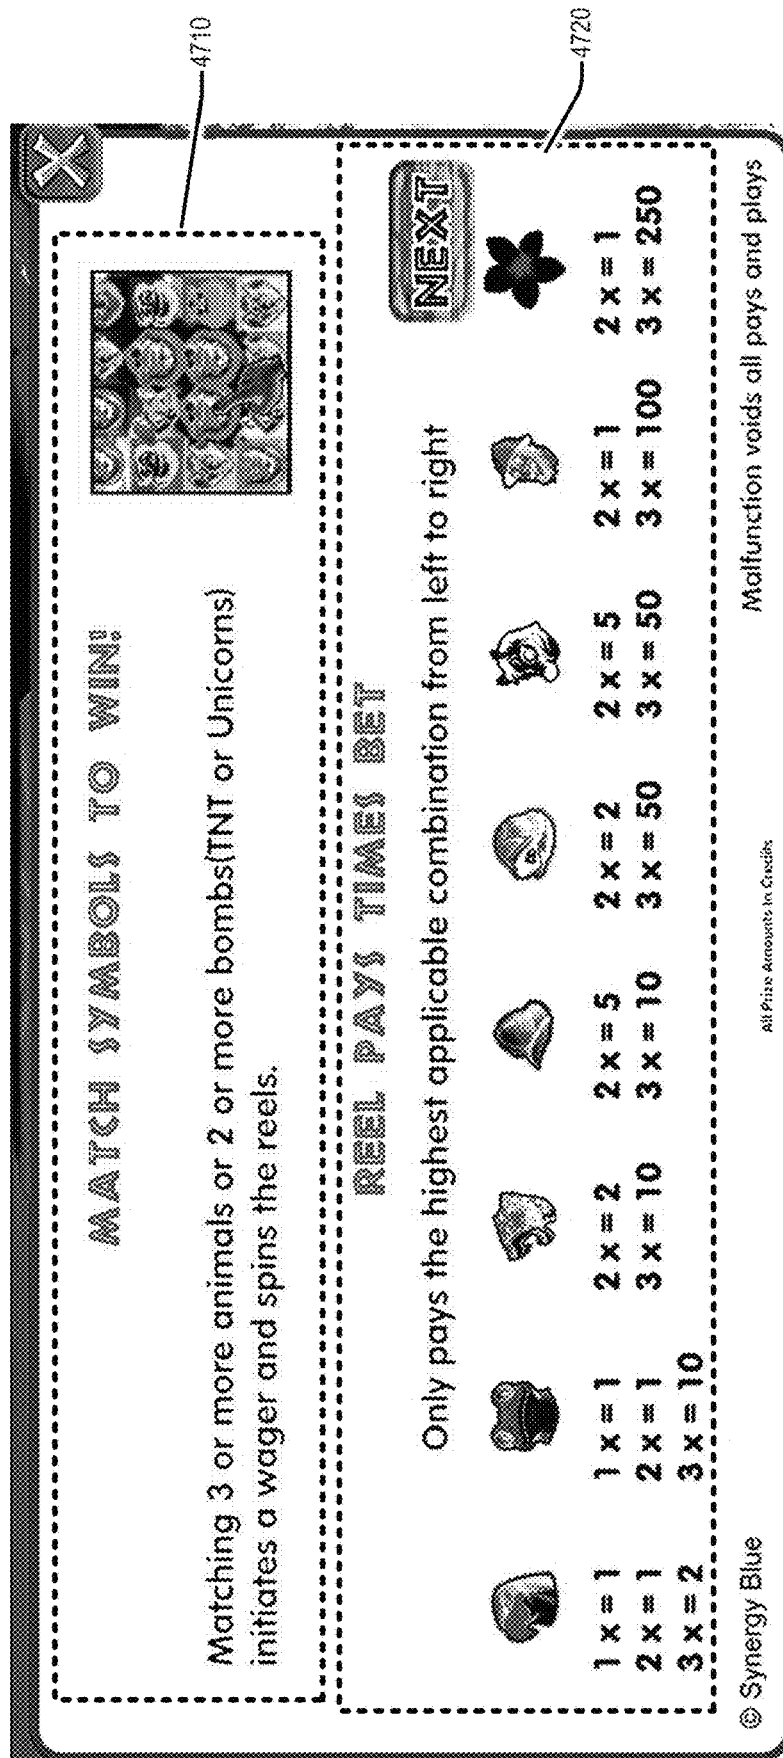 MATCH SYMBOLS TO WIN!
Matching 3 or more animals or 2 or more bombs(TNT or Unicorns)
initiates a wager and spins the reels.
4710
REEL PAYS TIMES BET
NEXT
Only pays the highest applicable combination from left to right
1 x = 1
2 x = 1
3 x = 2
1 x = 1
2 x = 1
3 x = 10
2 x = 2
3 x = 10
2 x = 5
3 x = 10
2 x = 2
3 x = 50
2 x = 5
3 x = 50
2 x = 1
3 x = 100
2 x = 1
3 x = 250
4720
© Synergy Blue
All Prize Amounts In Credits
Malfunction voids all pays and plays